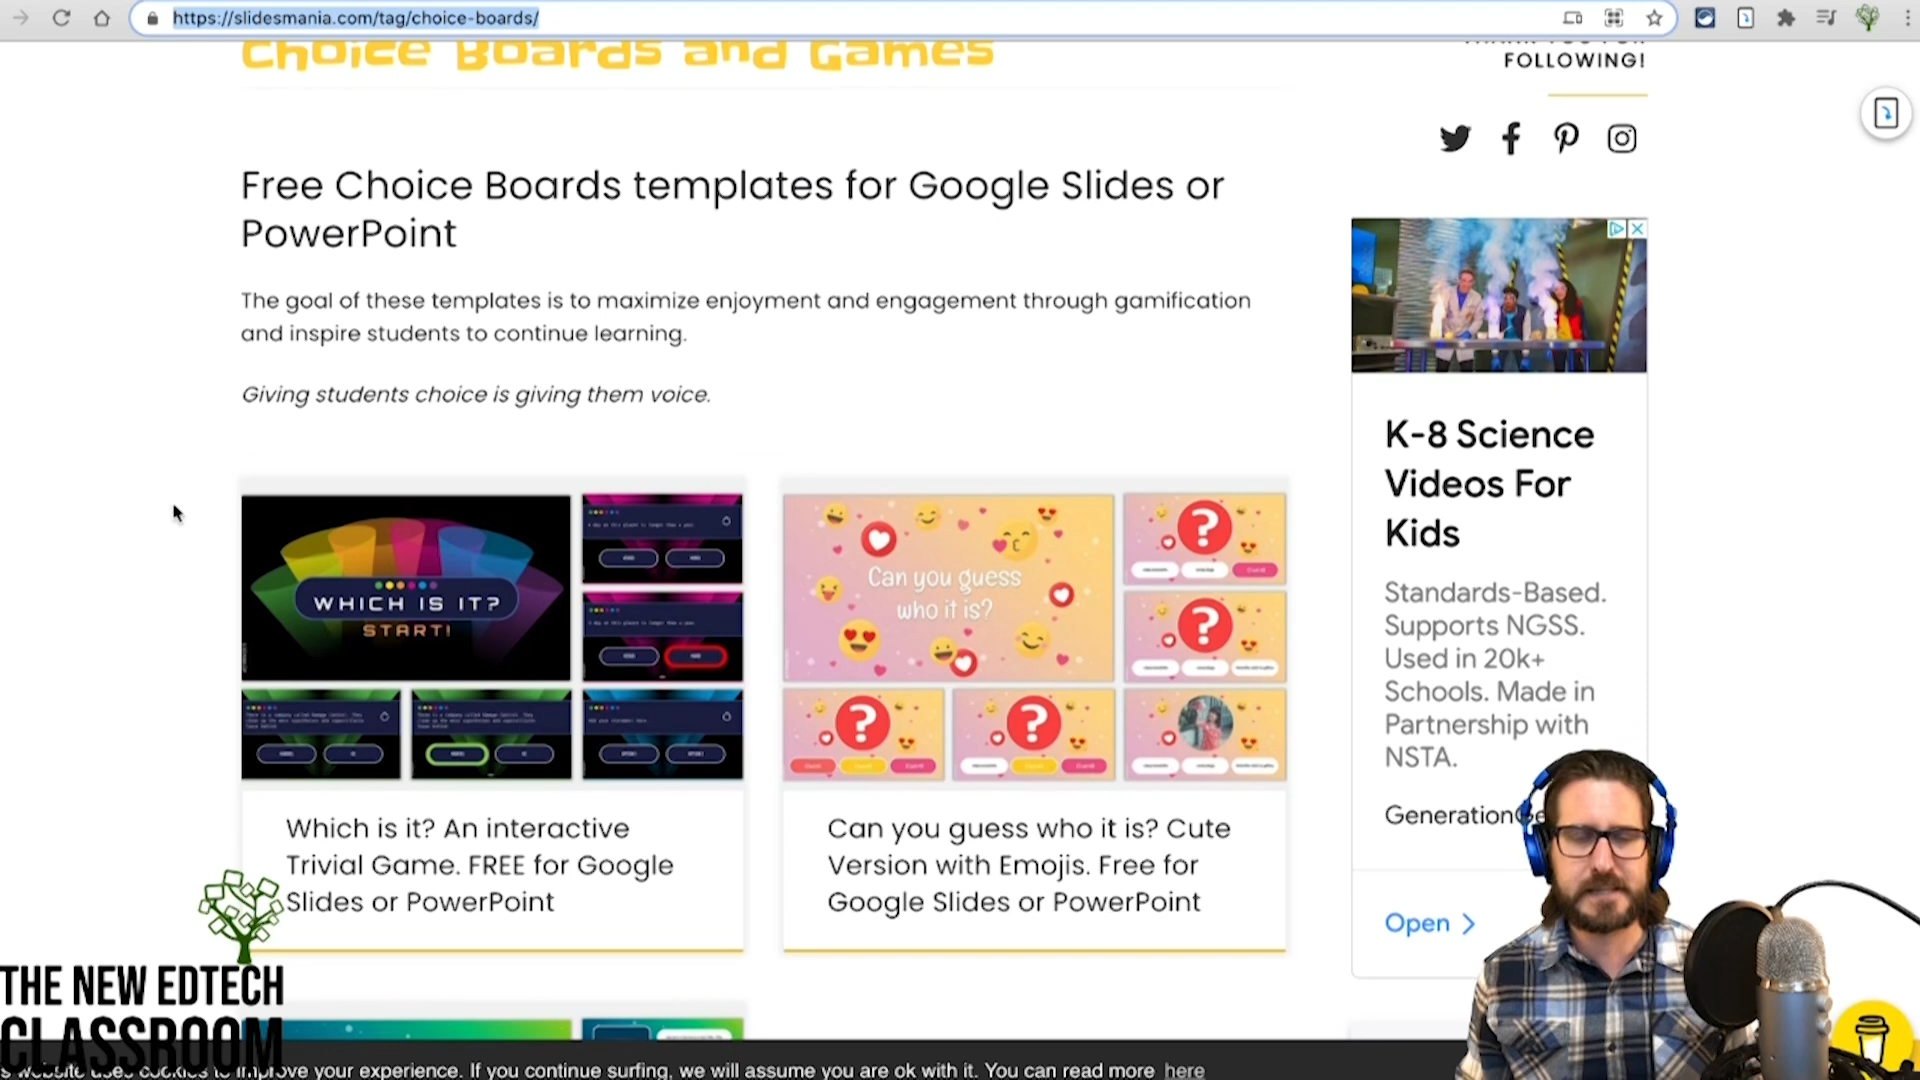 https://slidesmania.com/tag/choice-boards/
Choice Boards and Games
FOLLOWING!
Free Choice Boards templates for Google Slides or
PowerPoint
The goal of these templates is to maximize enjoyment and engagement through gamification
and inspire students to continue learning.
Giving students choice is giving them voice.
WHICH IS IT?
START!
Can you guess
who it is?
Which is it? An interactive
Trivial Game. FREE for Google
Slides or PowerPoint
Can you guess who it is? Cute
Version with Emojis. Free for
Google Slides or PowerPoint
K-8 Science
Videos For
Kids
Standards-Based.
Supports NGSS.
Used in 20k+
Schools. Made in
Partnership with
NSTA.
Open
THE NEW EDTECH
CLASSROOM
website uses cookies to improve your experience. If you continue surfing, we will assume you are ok with it. You can read more here